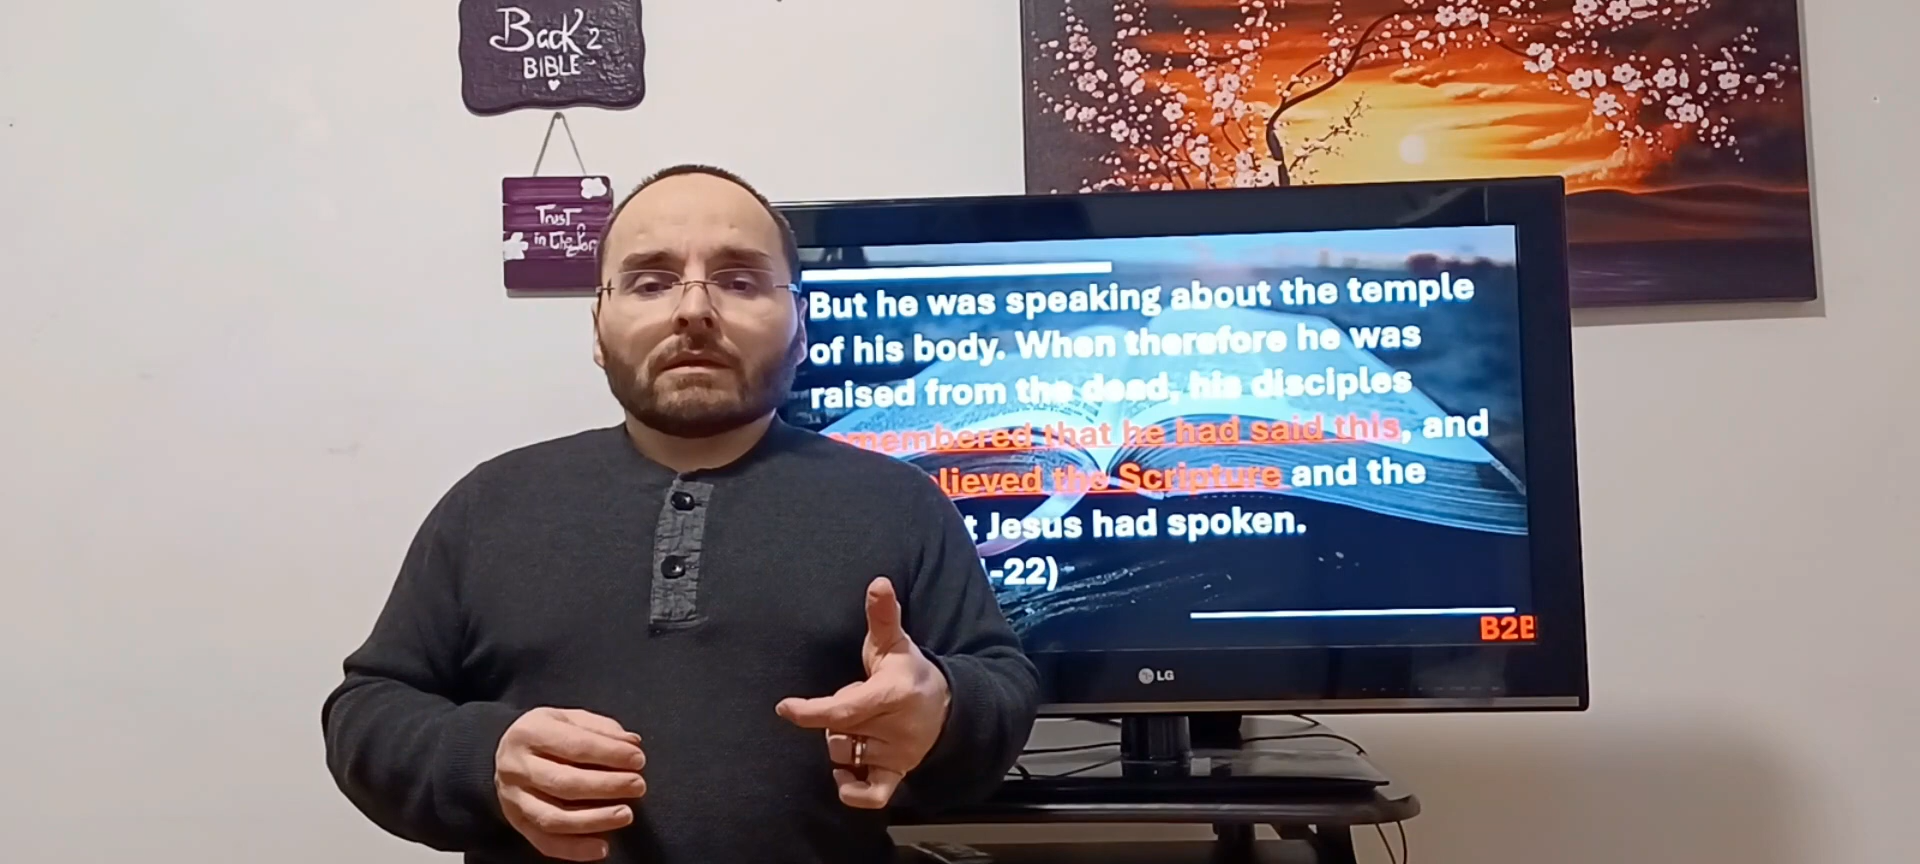 Back 2
BIBLE
Trust
in The
But he was speaking about the temple
of his body. When therefore he was
raised from the dead, his disciples
membered that he had said this, and
lieved the Scripture and the
t Jesus had spoken.
-22)
B2B
LG